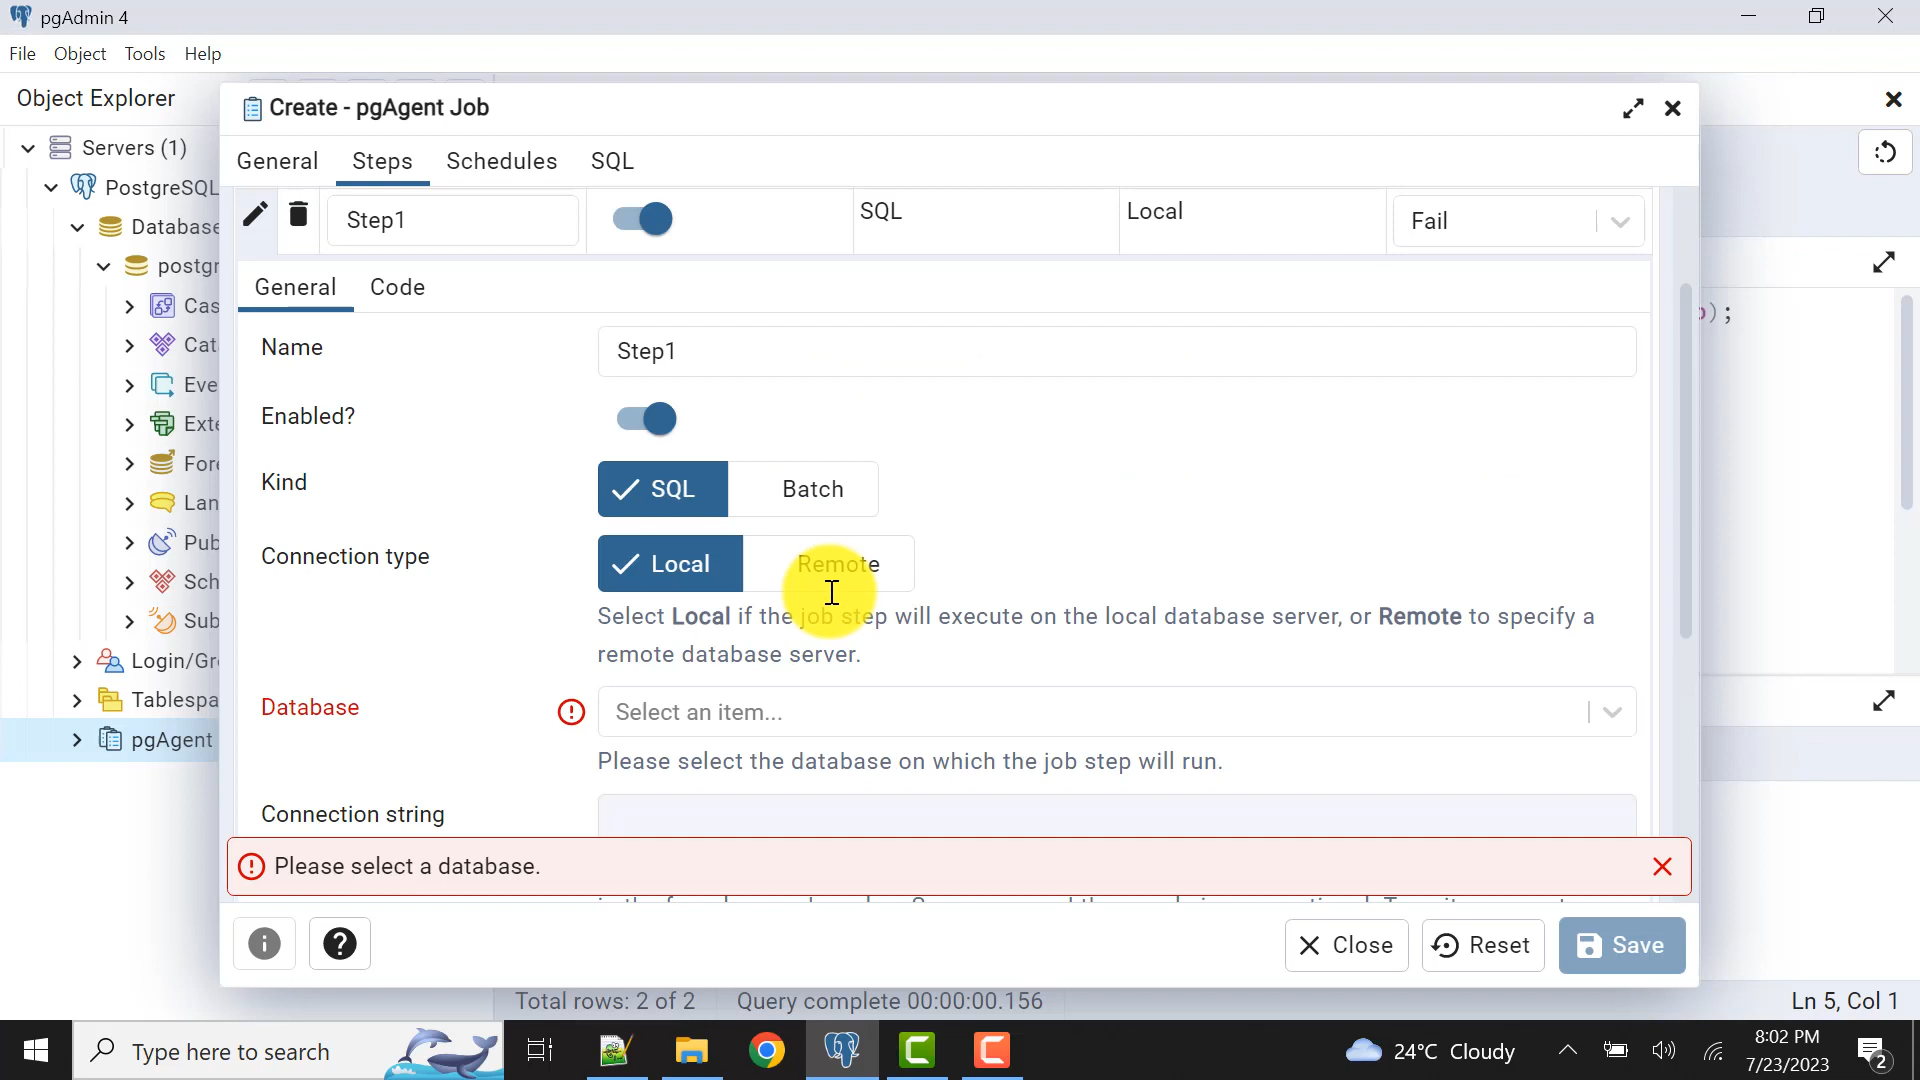 pgAdmin 4
File Object Tools Help
Object Explorer
Create - pgAgent Job
Servers (1)
General Steps Schedules SQL
PostgreSQL
Step1 SQL Local Fail
Database
postgr
General Code
Cas
);
Name Step1
Cat
Eve
Enabled?
Exte
Fore
Kind SQL Batch
Lan
Pub
Connection type Local Remote
Sch
Select Local if the job step will execute on the local database server, or Remote to specify a
Sub
remote database server.
Login/Gr
Tablespa
Database Select an item...
pgAgent
Please select the database on which the job step will run.
Connection string
Please select a database.
Close Reset Save
Total rows: 2 of 2 Query complete 00:00:00.156 Ln 5, Col 1
Type here to search
24°C Cloudy
8:02 PM
7/23/2023
2